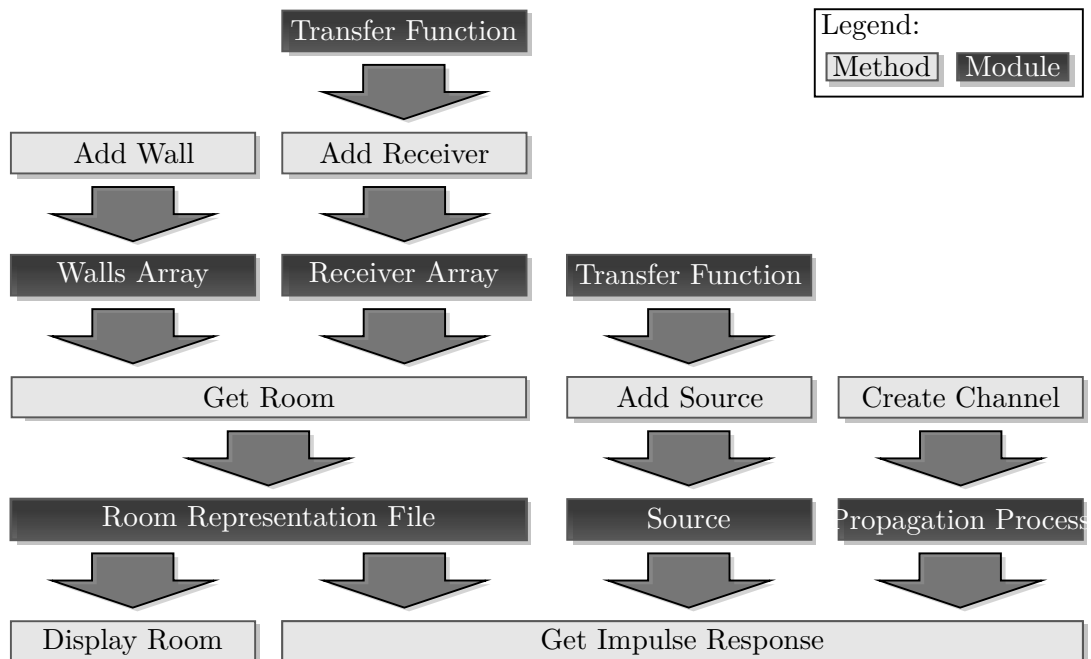 Transfer Function
Legend:
Method Module
Add Wall Add Receiver
Walls Array Receiver Array Transfer Function
Get Room Add Source Create Channel
Room Representation File Source Propagation Process
Display Room Get Impulse Response